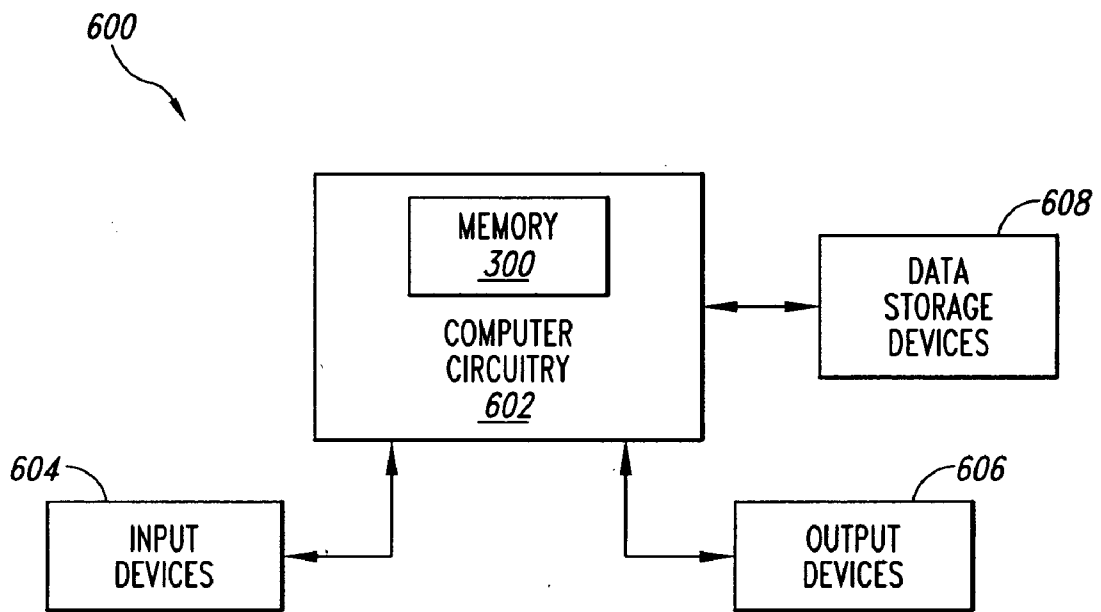 600
MEMORY
300
COMPUTER
CIRCUITRY
602
608
DATA
STORAGE
DEVICES
604
INPUT
DEVICES
606
OUTPUT
DEVICES